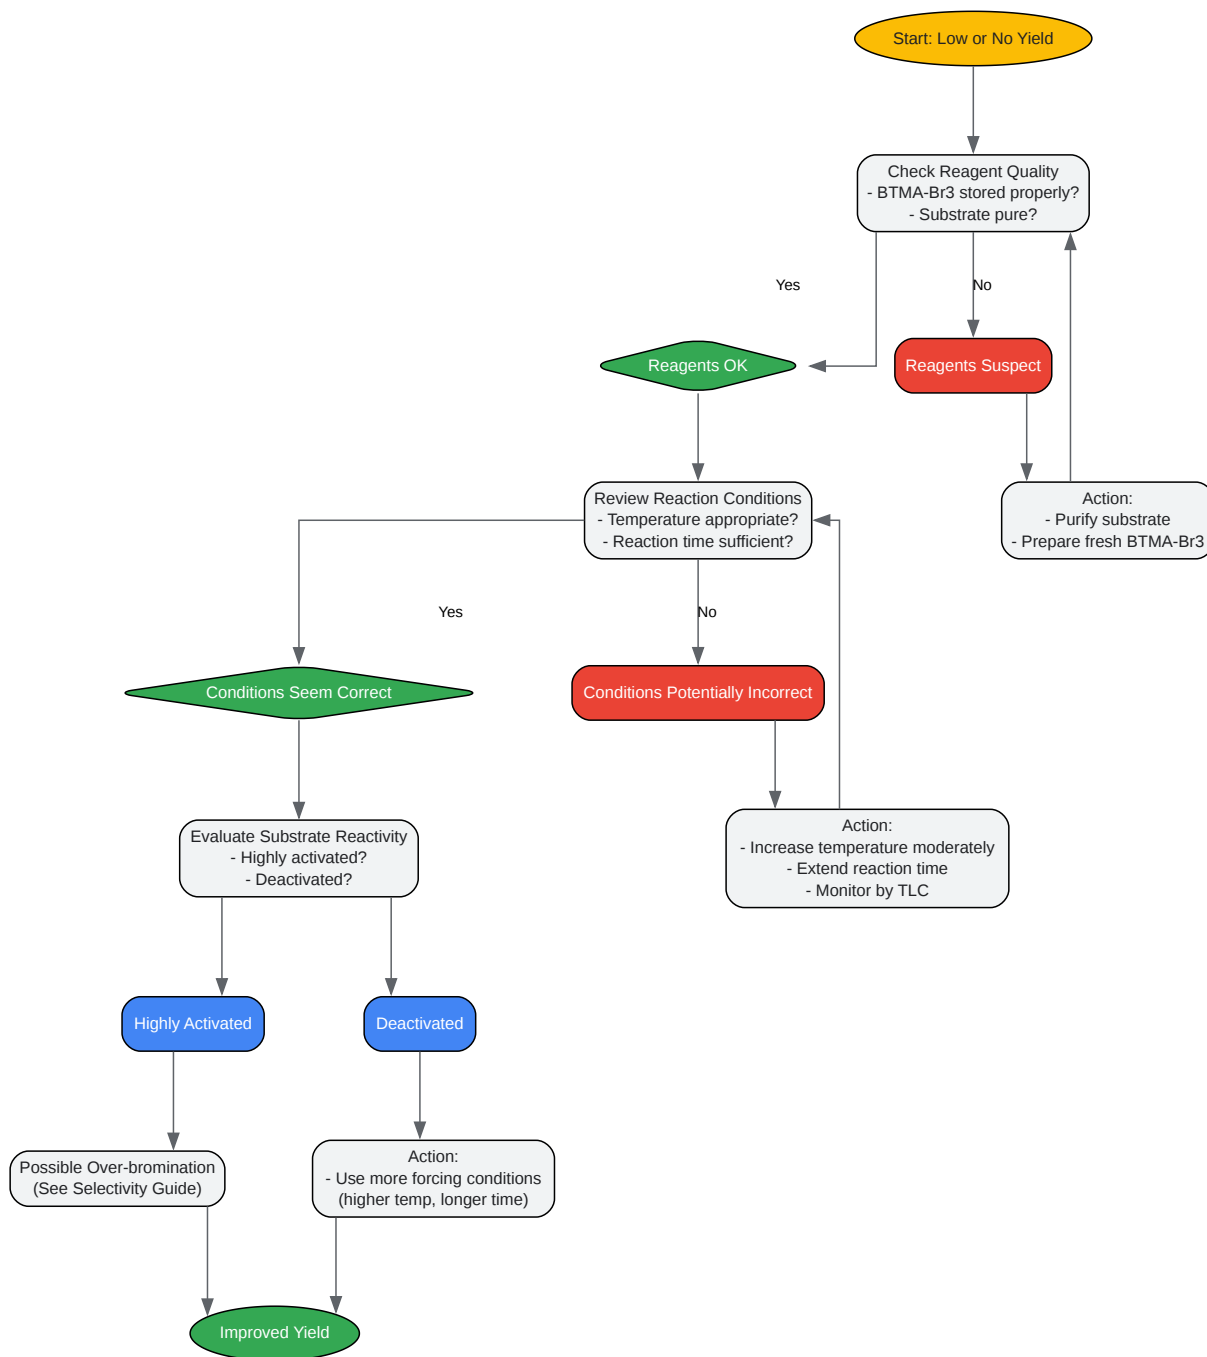 Start: Low or No Yield
Check Reagent Quality
- BTMA-Br3 stored properly?
- Substrate pure?
Yes
No
Reagents OK
Reagents Suspect
Review Reaction Conditions
- Temperature appropriate?
- Reaction time sufficient?
Action:
- Purify substrate
- Prepare fresh BTMA-Br3
Yes
No
Conditions Seem Correct
Conditions Potentially Incorrect
Evaluate Substrate Reactivity
- Highly activated?
- Deactivated?
Action:
- Increase temperature moderately
- Extend reaction time
- Monitor by TLC
Highly Activated
Deactivated
Possible Over-bromination
(See Selectivity Guide)
Action:
- Use more forcing conditions
(higher temp, longer time)
Improved Yield